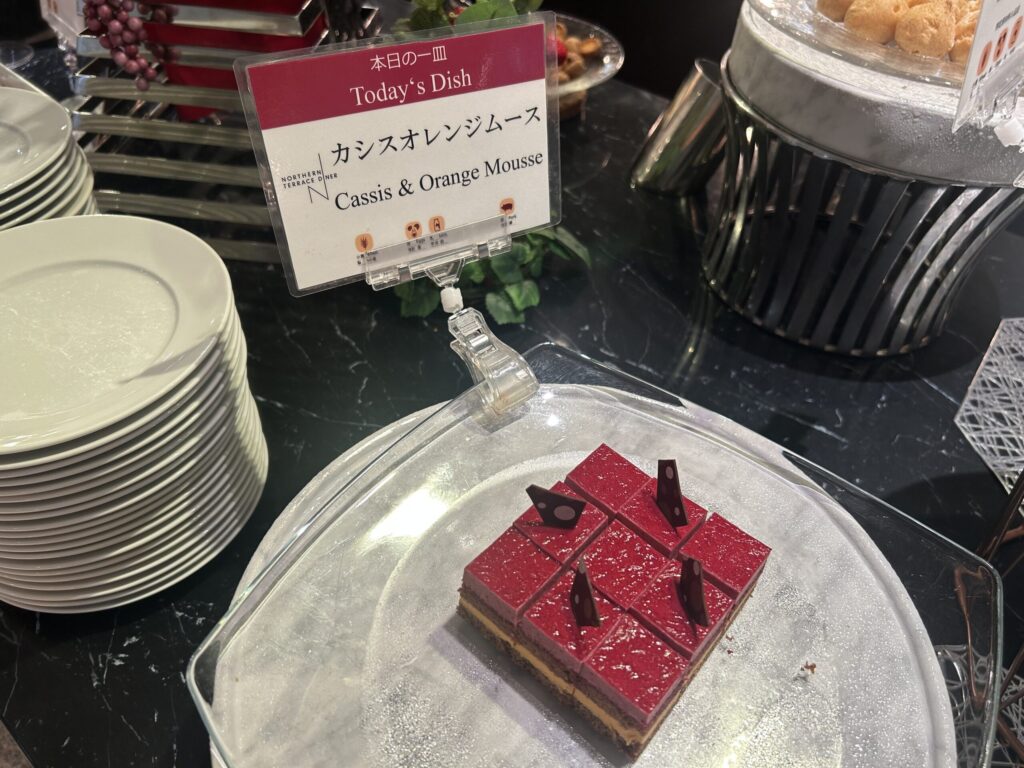 本日の一皿
Today's Dish
カシスオレンジムース
NORTHERN
TERRACE DINER
Cassis & Orange Mousse